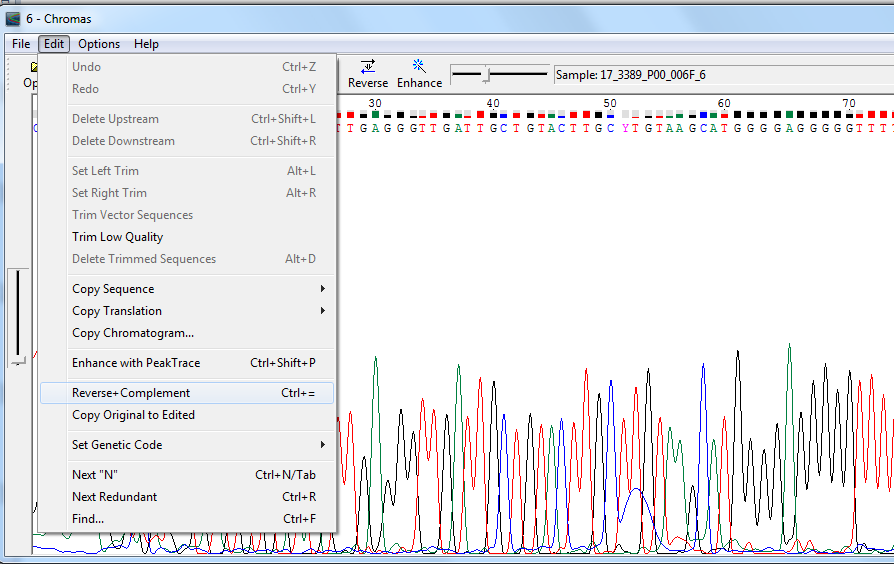 6 - Chromas
File Edit Options Help
Reverse Enhance Sample: 17_3389_P00_006F_6
30 40 50 60 70
TGAGGGTTGATTGCTGTACTTGCYTGTAAGCATGGGGAGGGGGTTT
Undo Ctrl+Z
Redo Ctrl+Y
Delete Upstream Ctrl+Shift+L
Delete Downstream Ctrl+Shift+R
Set Left Trim Alt+L
Set Right Trim Alt+R
Trim Vector Sequences
Trim Low Quality
Delete Trimmed Sequences Alt+D
Copy Sequence
Copy Translation
Copy Chromatogram...
Enhance with PeakTrace Ctrl+Shift+P
Reverse+Complement Ctrl+=
Copy Original to Edited
Set Genetic Code
Next "N" Ctrl+N/Tab
Next Redundant Ctrl+R
Find... Ctrl+F